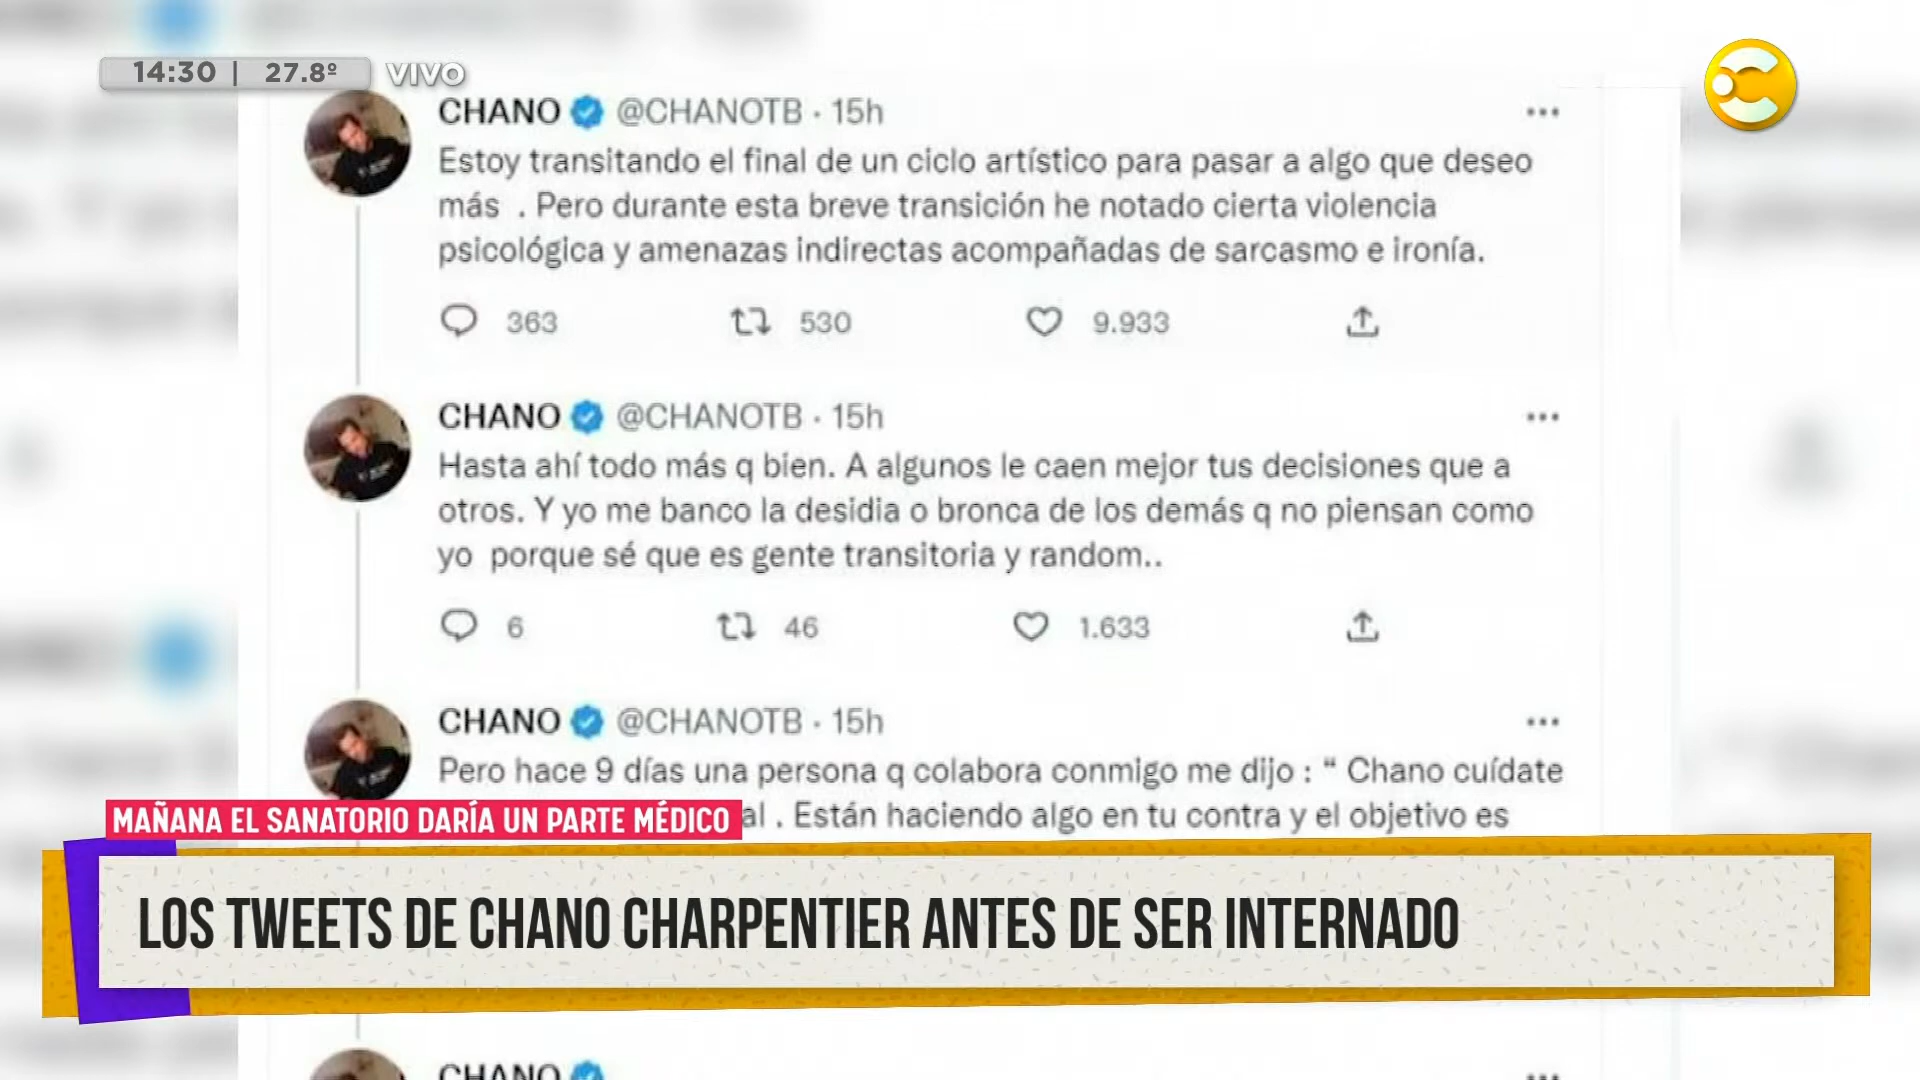 14:30 | 27.8º VIVO
CHANO @CHANOTB · 15h
Estoy transitando el final de un ciclo artístico para pasar a algo que deseo
más . Pero durante esta breve transición he notado cierta violencia
psicológica y amenazas indirectas acompañadas de sarcasmo e ironía.
363 530 9.933
CHANO @CHANOTB · 15h
Hasta ahí todo más q bien. A algunos le caen mejor tus decisiones que a
otros. Y yo me banco la desidia o bronca de los demás q no piensan como
yo porque sé que es gente transitoria y random..
6 46 1.633
CHANO @CHANOTB · 15h
Pero hace 9 días una persona q colabora conmigo me dijo : “ Chano cuídate
al . Están haciendo algo en tu contra y el objetivo es
MAÑANA EL SANATORIO DARÍA UN PARTE MÉDICO
LOS TWEETS DE CHANO CHARPENTIER ANTES DE SER INTERNADO
CHANO